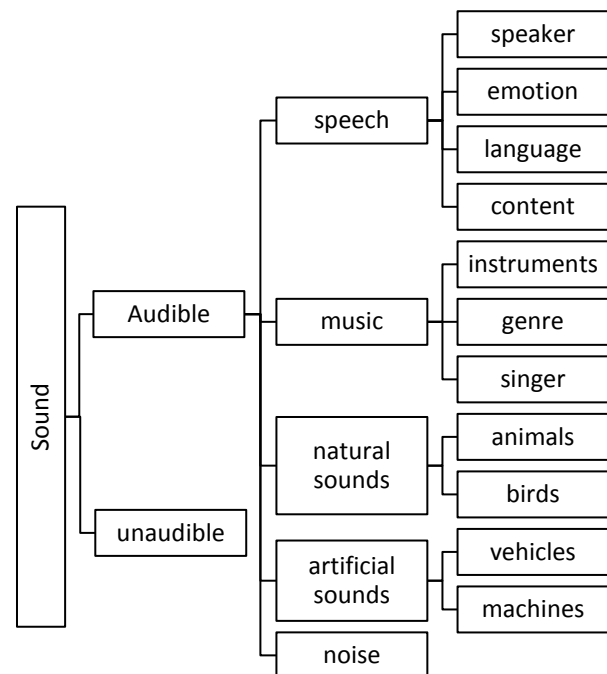 Sound
Audible
unaudible
speech
music
natural
sounds
artificial
sounds
noise
speaker
emotion
language
content
instruments
genre
singer
animals
birds
vehicles
machines